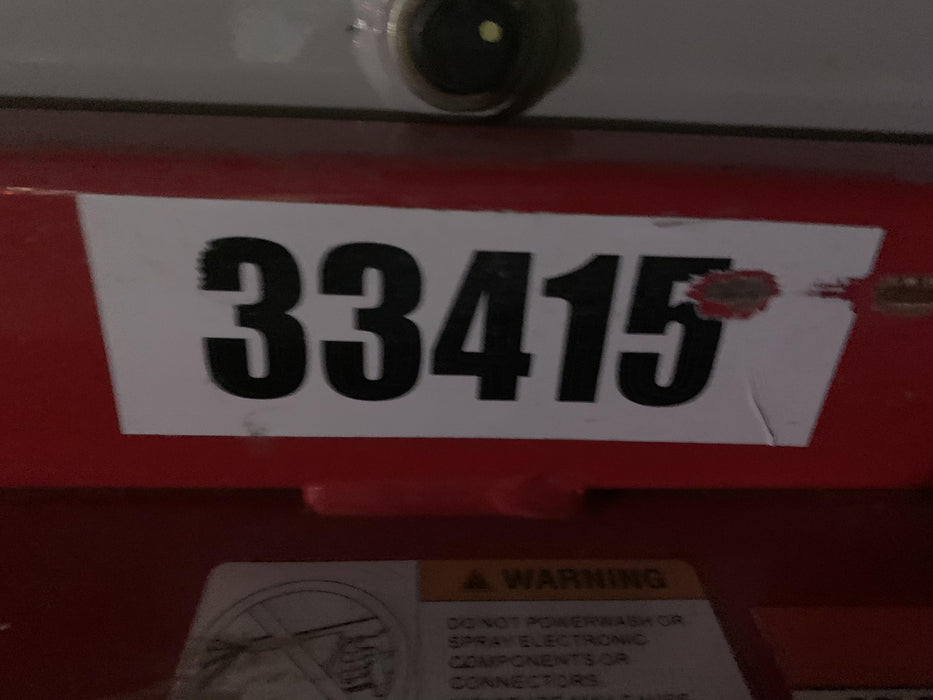 33415
WARNING
DO NOT POWERWASH OR
SPRAY ELECTRONIC
COMPONENTS OR
CONNECTORS.